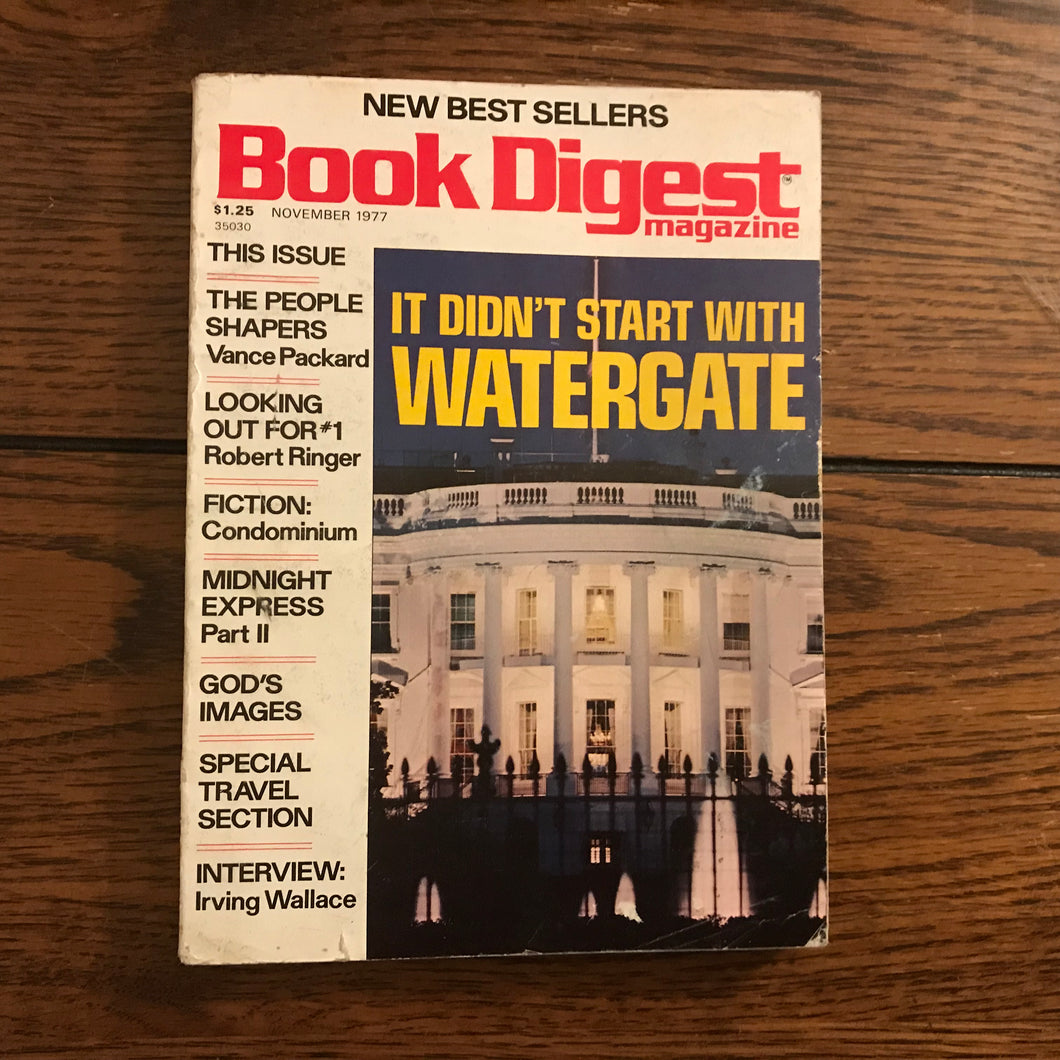 NEW BEST SELLERS
Book Digest™
magazine
$1.25 NOVEMBER 1977
35030
THIS ISSUE
THE PEOPLE
SHAPERS
Vance Packard
LOOKING
OUT FOR #1
Robert Ringer
FICTION:
Condominium
MIDNIGHT
EXPRESS
Part II
GOD'S
IMAGES
SPECIAL
TRAVEL
SECTION
INTERVIEW:
Irving Wallace
IT DIDN'T START WITH
WATERGATE